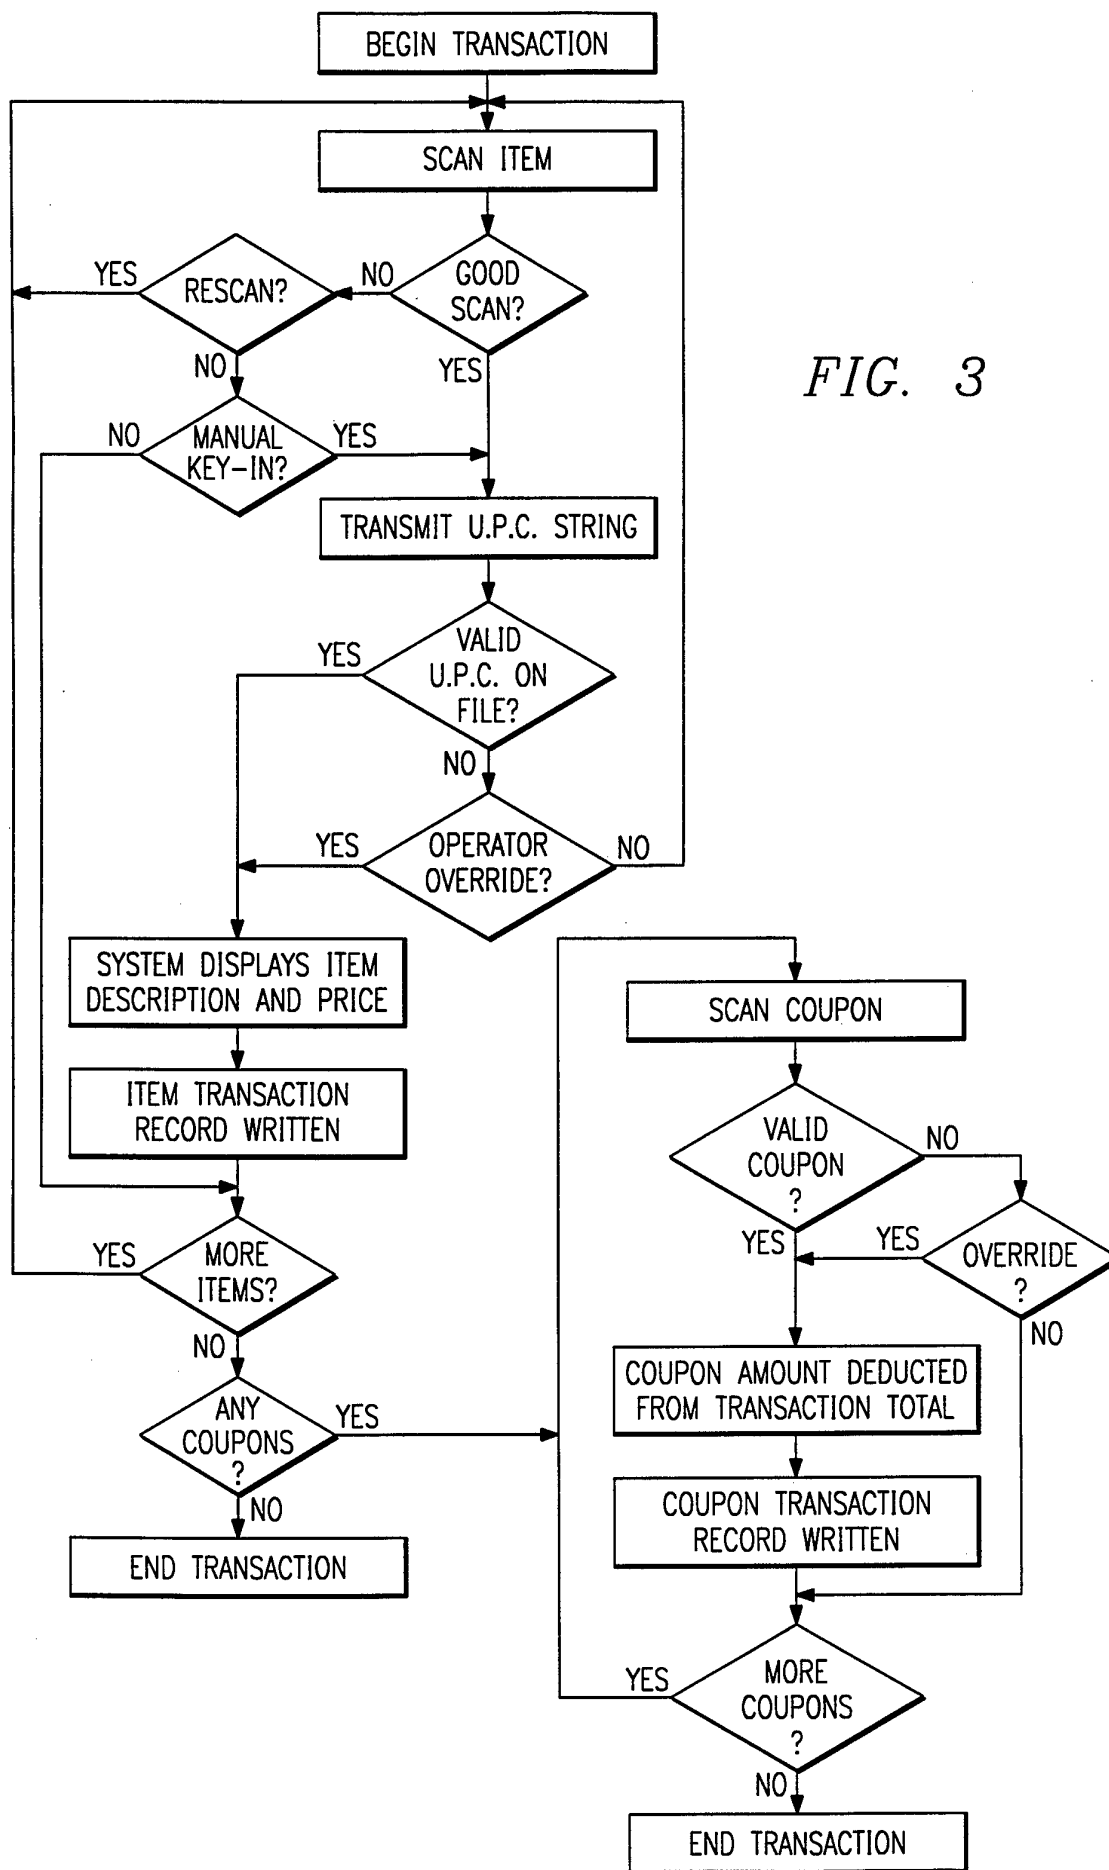 BEGIN TRANSACTION
SCAN ITEM
GOOD
SCAN?
NO
YES
RESCAN?
YES
NO
MANUAL
KEY-IN?
NO
YES
FIG. 3
TRANSMIT U.P.C. STRING
VALID
U.P.C. ON
FILE?
YES
NO
OPERATOR
OVERRIDE?
YES
NO
SYSTEM DISPLAYS ITEM
DESCRIPTION AND PRICE
ITEM TRANSACTION
RECORD WRITTEN
MORE
ITEMS?
YES
NO
ANY
COUPONS
?
YES
NO
END TRANSACTION
SCAN COUPON
VALID
COUPON
?
NO
YES
OVERRIDE
?
YES
NO
COUPON AMOUNT DEDUCTED
FROM TRANSACTION TOTAL
COUPON TRANSACTION
RECORD WRITTEN
MORE
COUPONS
?
YES
NO
END TRANSACTION